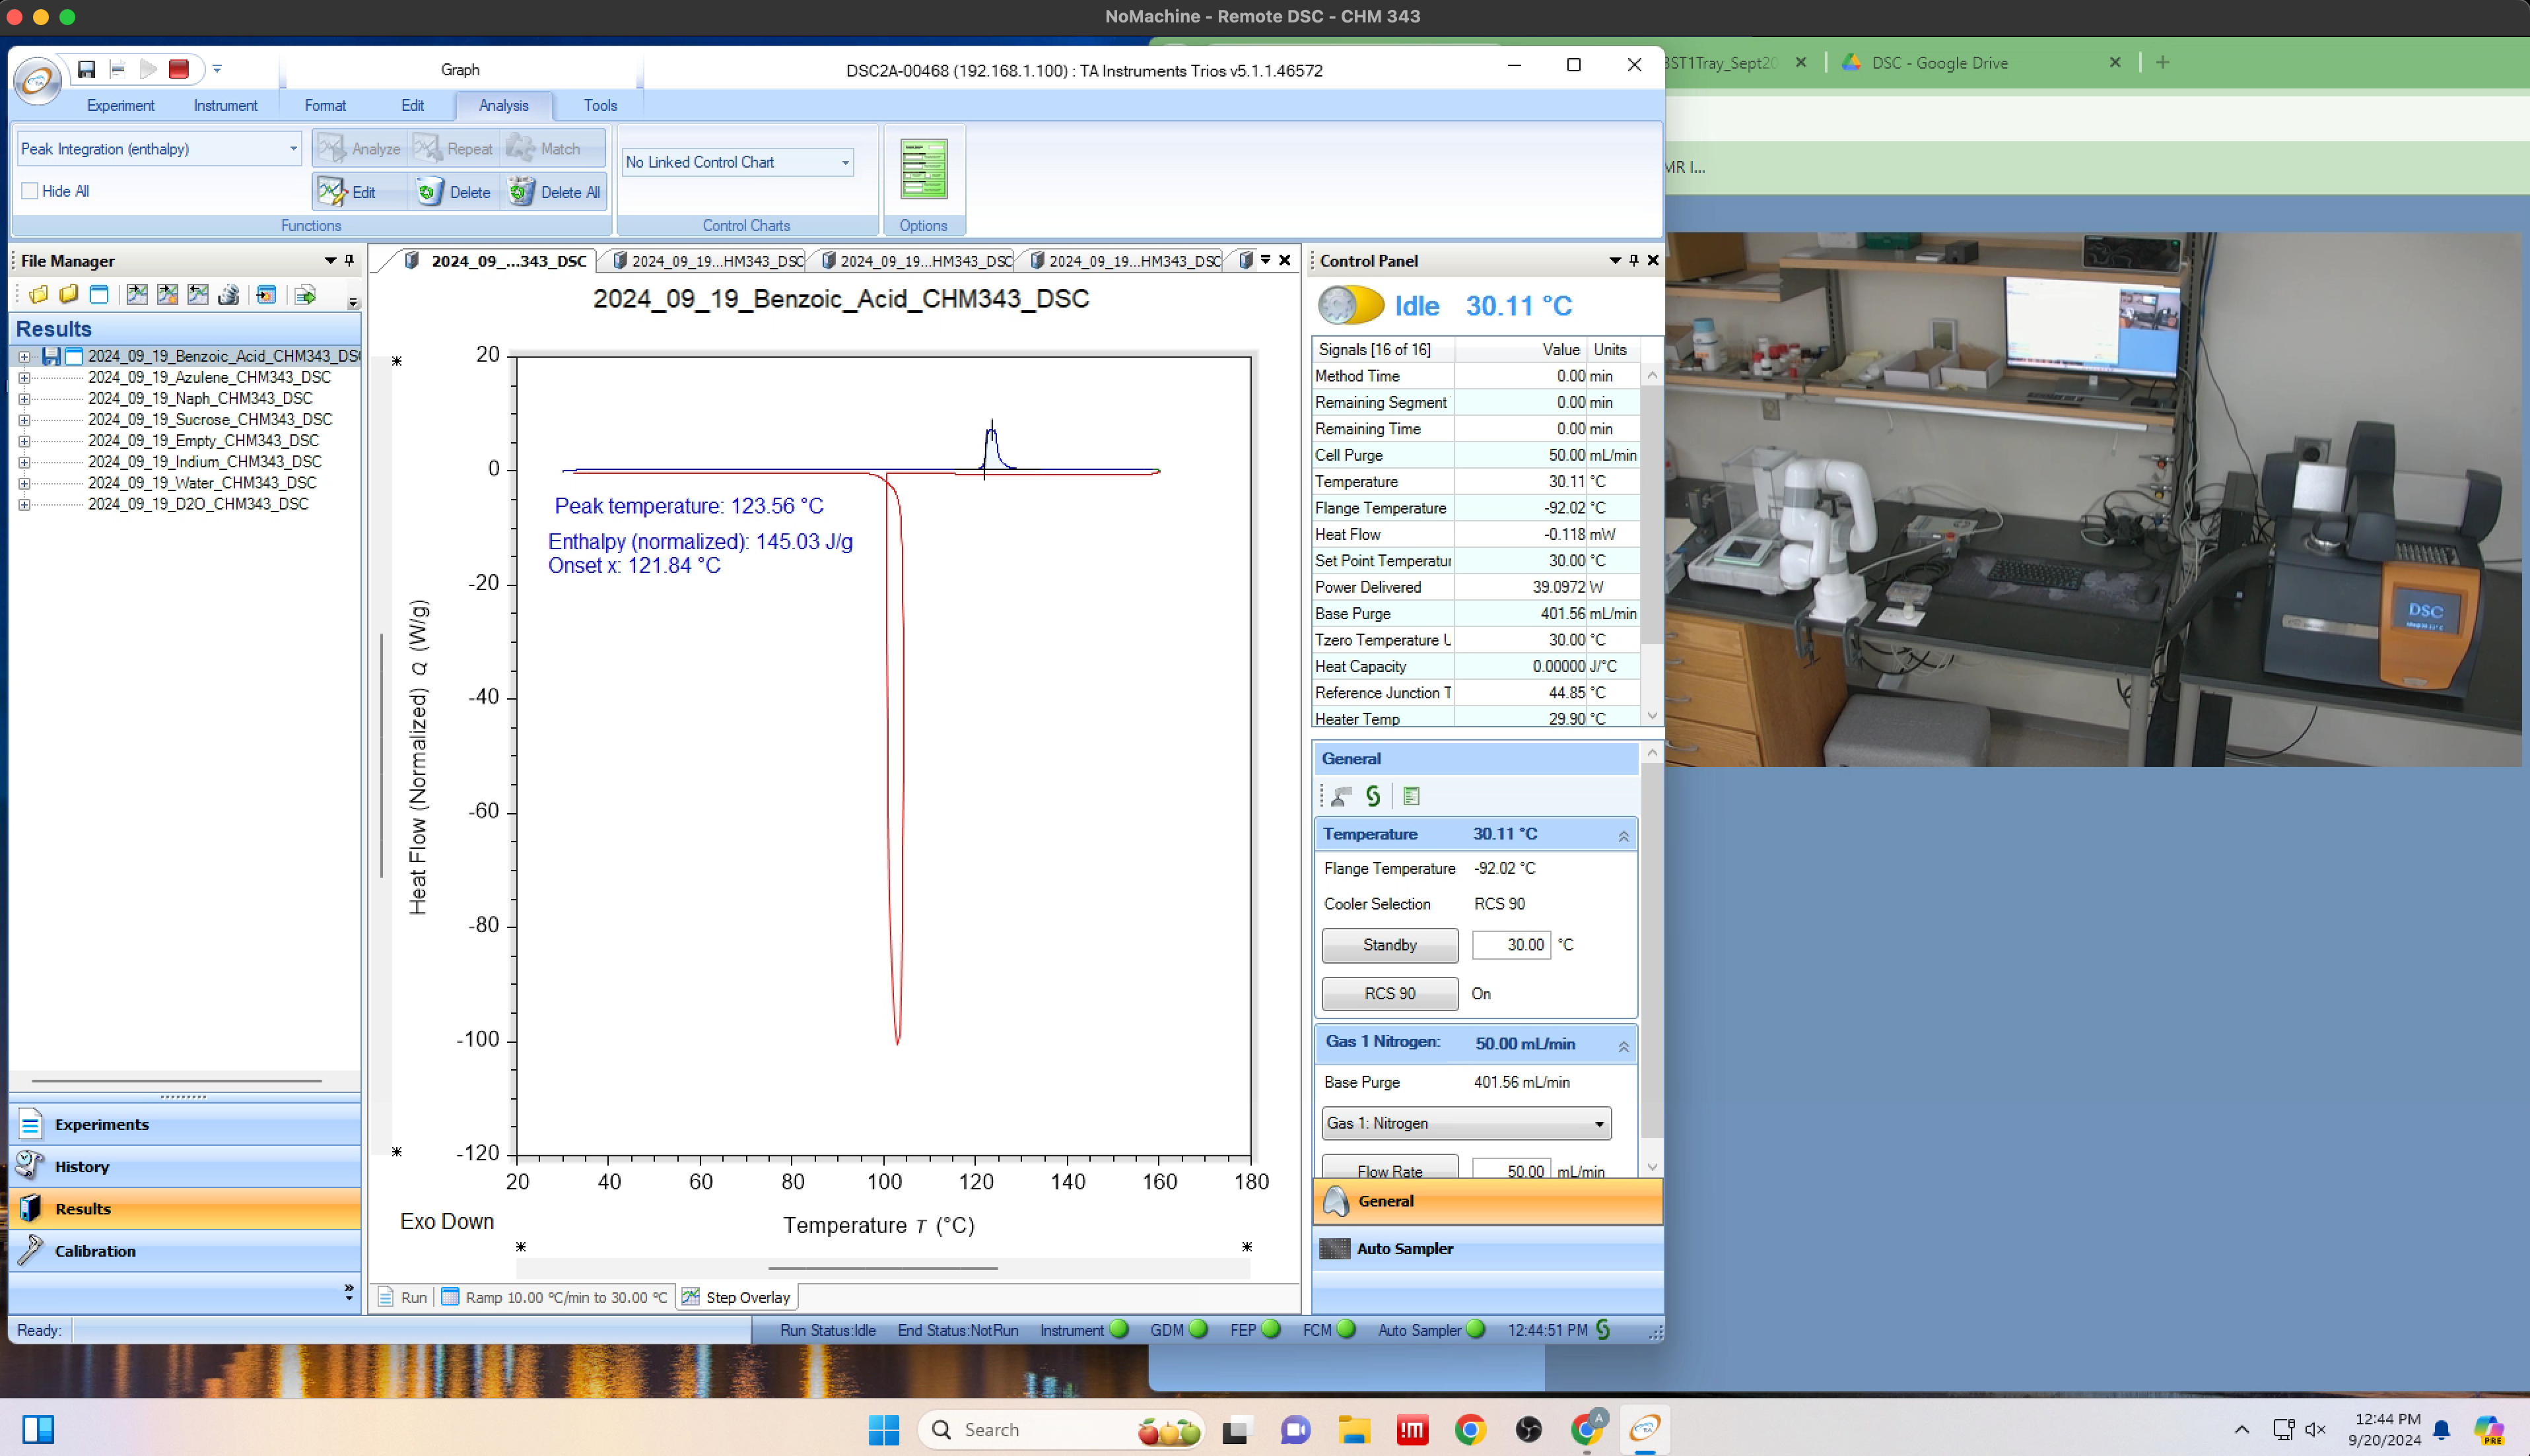 NoMachine - Remote DSC - CHM 343
Graph
DSC2A-00468 (192.168.1.100) : TA Instruments Trios v5.1.1.46572
DSC - Google Drive
Experiment Instrument Format Edit Analysis Tools
Peak Integration (enthalpy)
Analyze Repeat Match
No Linked Control Chart
Hide All
Edit Delete Delete All
Functions Control Charts Options
MR I...
File Manager
2024_09_...343_DSC
2024_09_19...HM343_DSC
2024_09_19...HM343_DSC
2024_09_19...HM343_DSC
Results
2024_09_19_Benzoic_Acid_CHM343_DS
2024_09_19_Azulene_CHM343_DSC
2024_09_19_Naph_CHM343_DSC
2024_09_19_Sucrose_CHM343_DSC
2024_09_19_Empty_CHM343_DSC
2024_09_19_Indium_CHM343_DSC
2024_09_19_Water_CHM343_DSC
2024_09_19_D2O_CHM343_DSC
Experiments
History
Results
Calibration
2024_09_19_Benzoic_Acid_CHM343_DSC
20
0
-20
-40
-60
-80
-100
-120
Heat Flow (Normalized) Q (W/g)
Peak temperature: 123.56 °C
Enthalpy (normalized): 145.03 J/g
Onset x: 121.84 °C
20 40 60 80 100 120 140 160 180
Exo Down
Temperature T (°C)
Run
Ramp 10.00 °C/min to 30.00 °C
Step Overlay
Control Panel
Idle 30.11 °C
Signals [16 of 16] Value Units
Method Time 0.00 min
Remaining Segment 0.00 min
Remaining Time 0.00 min
Cell Purge 50.00 mL/min
Temperature 30.11 °C
Flange Temperature -92.02 °C
Heat Flow -0.118 mW
Set Point Temperatur 30.00 °C
Power Delivered 39.0972 W
Base Purge 401.56 mL/min
Tzero Temperature U 30.00 °C
Heat Capacity 0.00000 J/°C
Reference Junction T 44.85 °C
Heater Temp 29.90 °C
General
Temperature 30.11 °C
Flange Temperature -92.02 °C
Cooler Selection RCS 90
Standby 30.00 °C
RCS 90 On
Gas 1 Nitrogen: 50.00 mL/min
Base Purge 401.56 mL/min
Gas 1: Nitrogen
Flow Rate 50.00 mL/min
General
Auto Sampler
DSC
Ready:
Run Status:Idle End Status:NotRun Instrument GDM FEP FCM Auto Sampler 12:44:51 PM
Search
12:44 PM
9/20/2024
PRE